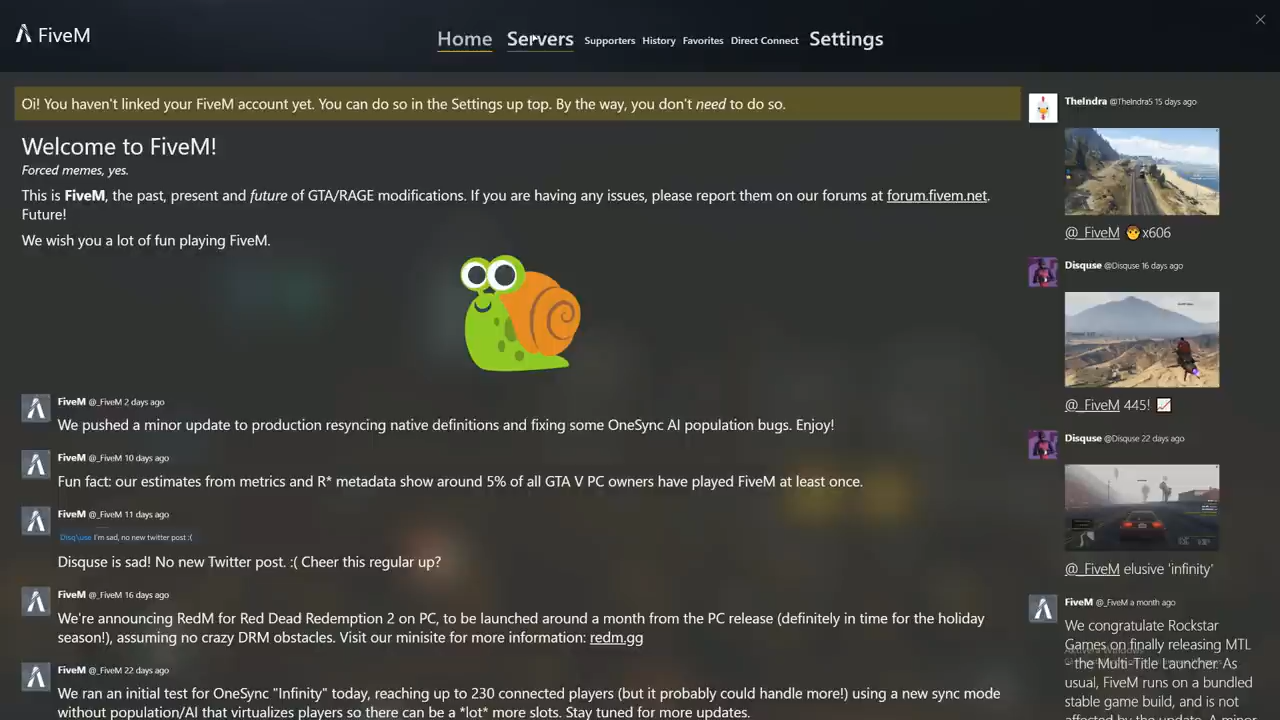 FiveM
Home Servers Supporters History Favorites Direct Connect Settings
Oi! You haven't linked your FiveM account yet. You can do so in the Settings up top. By the way, you don't need to do so.
Welcome to FiveM!
Forced memes, yes.
This is FiveM, the past, present and future of GTA/RAGE modifications. If you are having any issues, please report them on our forums at forum.fivem.net.
Future!
We wish you a lot of fun playing FiveM.
FiveM @_FiveM 2 days ago
We pushed a minor update to production resyncing native definitions and fixing some OneSync AI population bugs. Enjoy!
FiveM @_FiveM 10 days ago
Fun fact: our estimates from metrics and R* metadata show around 5% of all GTA V PC owners have played FiveM at least once.
FiveM @_FiveM 11 days ago
Disq\use I'm sad, no new twitter post :(
Disquse is sad! No new Twitter post. :( Cheer this regular up?
FiveM @_FiveM 16 days ago
We're announcing RedM for Red Dead Redemption 2 on PC, to be launched around a month from the PC release (definitely in time for the holiday
season!), assuming no crazy DRM obstacles. Visit our minisite for more information: redm.gg
FiveM @_FiveM 22 days ago
We ran an initial test for OneSync "Infinity" today, reaching up to 230 connected players (but it probably could handle more!) using a new sync mode
without population/AI that virtualizes players so there can be a *lot* more slots. Stay tuned for more updates.
TheIndra @TheIndra5 15 days ago
@_FiveM x606
Disquse @Disquse 16 days ago
@_FiveM 445!
Disquse @Disquse 22 days ago
@_FiveM elusive 'infinity'
FiveM @_FiveM a month ago
We congratulate Rockstar
Games on finally releasing MTL
- the Multi-Title Launcher. As
usual, FiveM runs on a bundled
stable game build, and is not
affected by the update. A minor